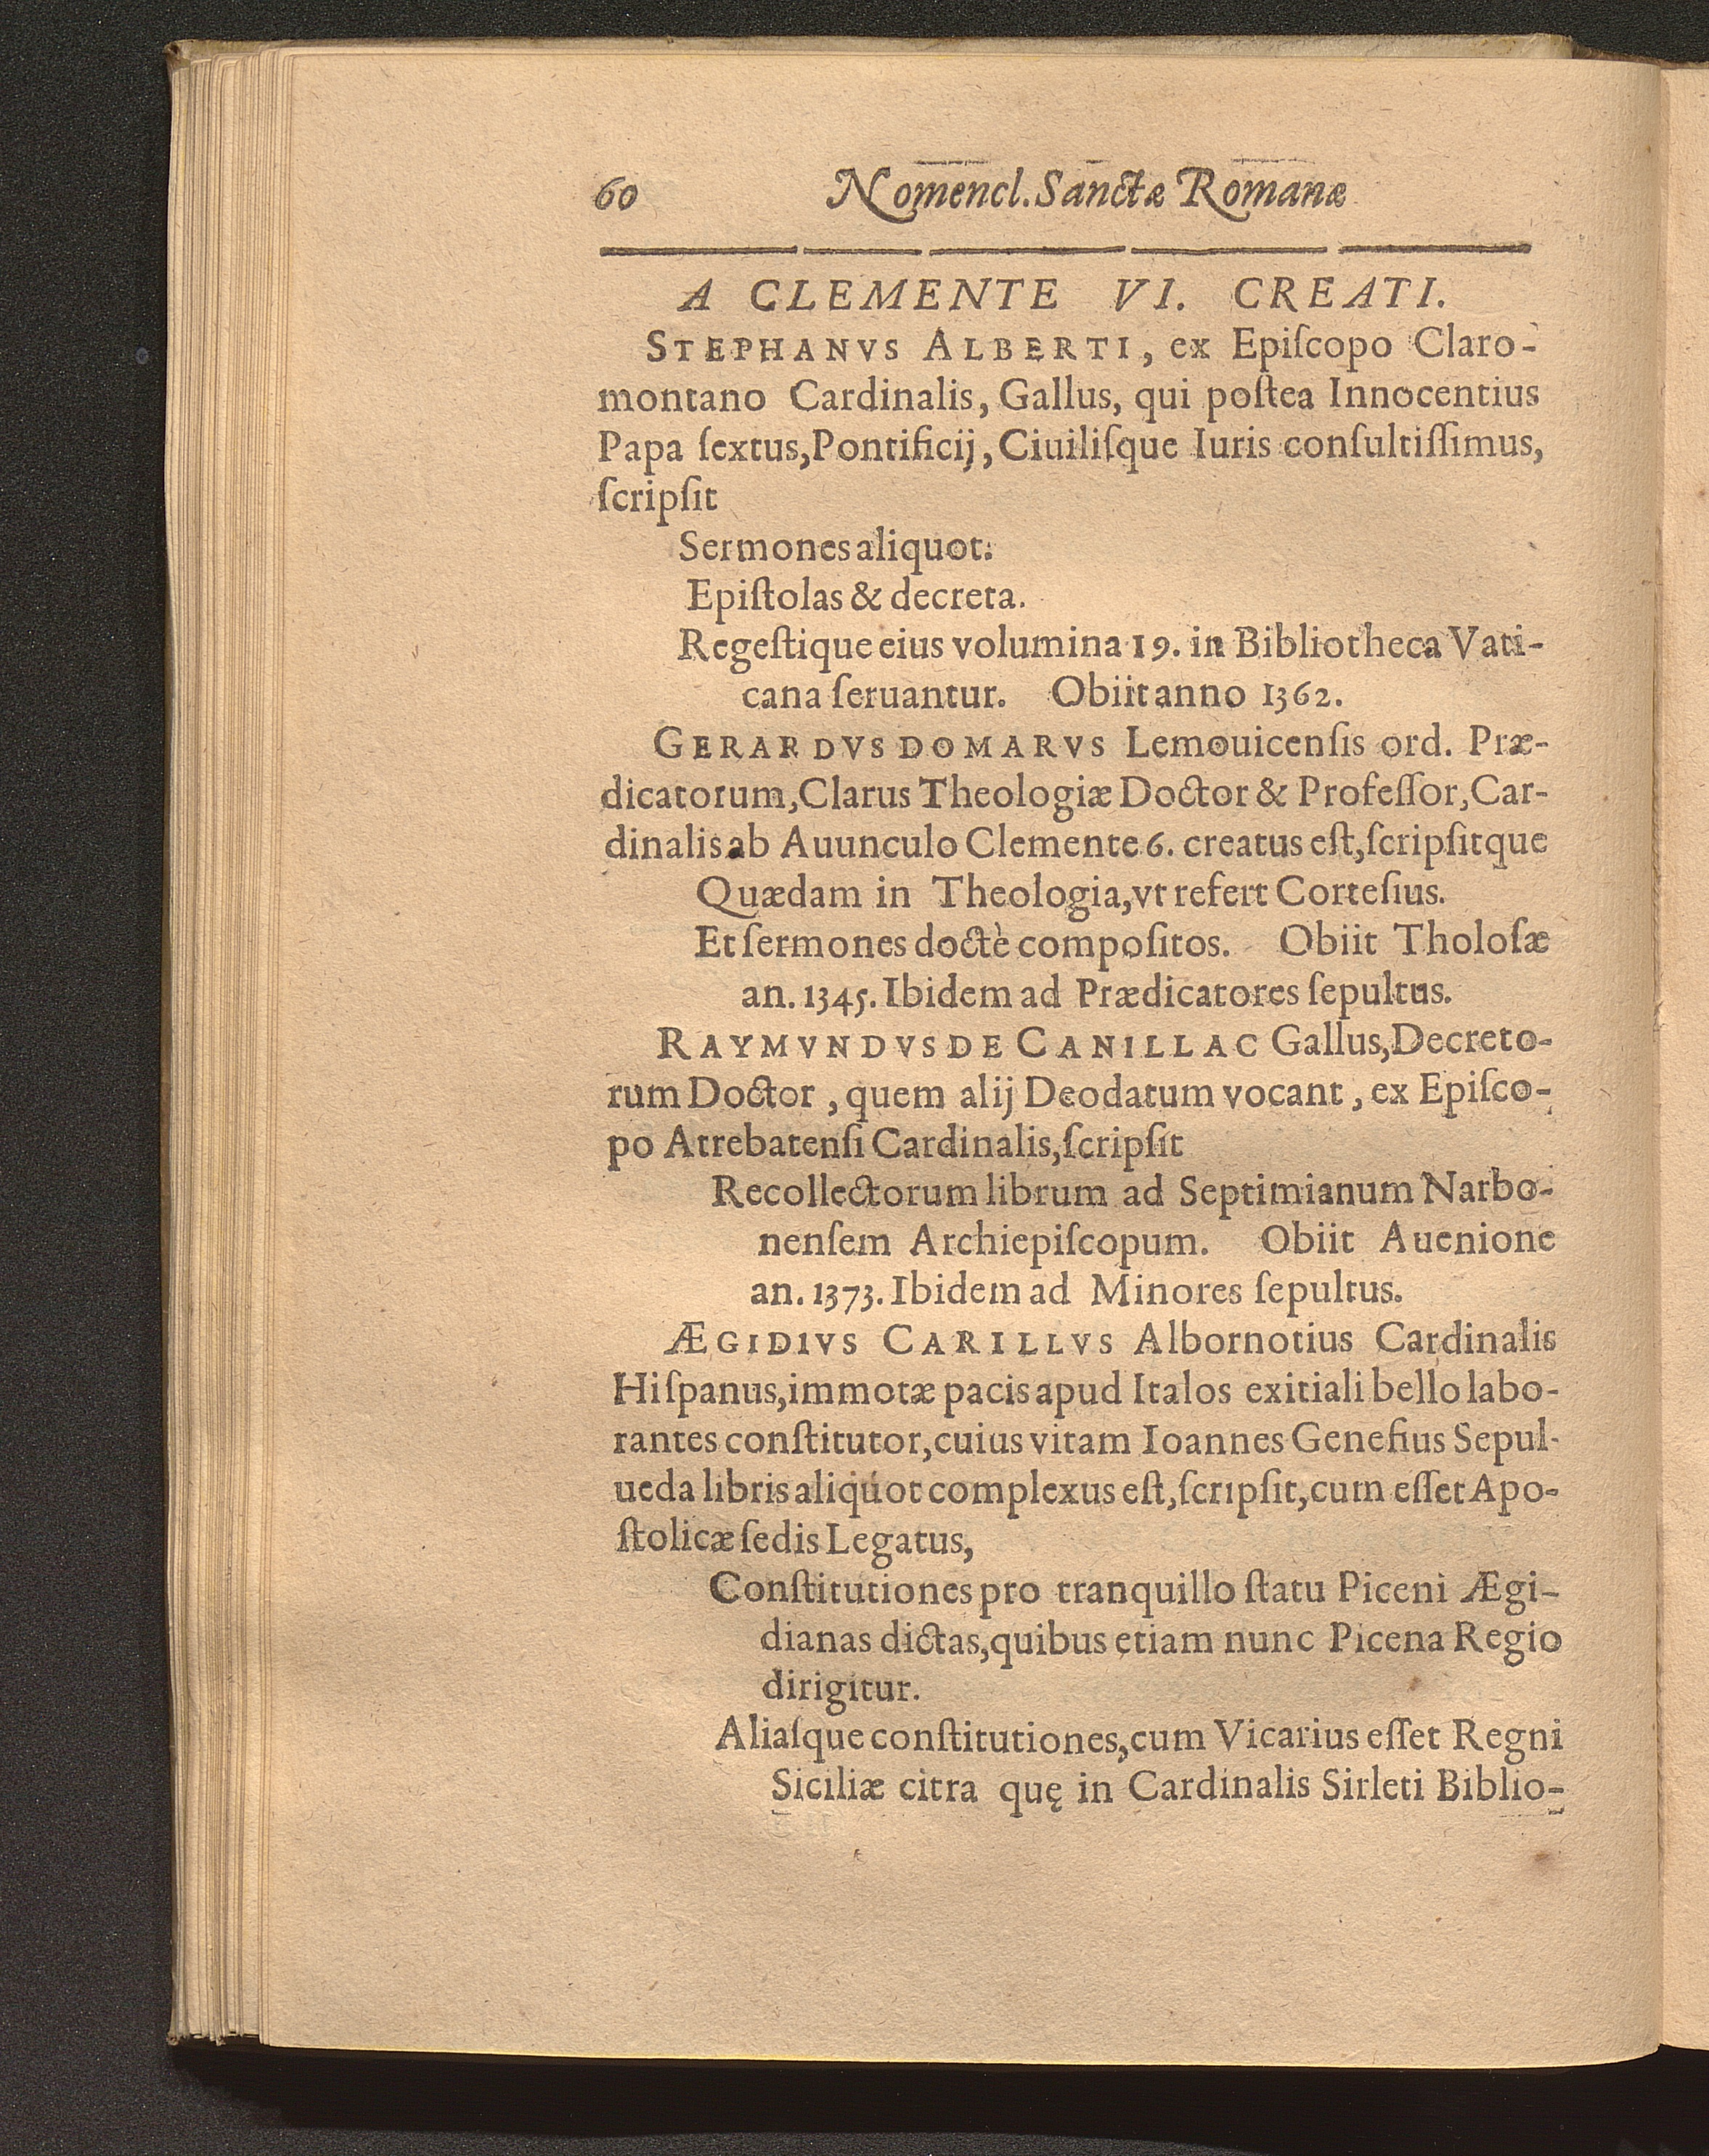 60 Nomencl. Sanctæ Romanæ
A CLEMENTE VI. CREATI.
STEPHANVS ALBERTI, ex Epiſcopo Claro-
montano Cardinalis, Gallus, qui poſtea Innocentius
Papa ſextus, Pontificij, Ciuiliſque Iuris conſultiſſimus,
ſcripſit
Sermones aliquot.
Epiſtolas & decreta.
Regeſtique eius volumina 19. in Bibliotheca Vati-
cana ſeruantur. Obiit anno 1362.
GERARDVS DOMARVS Lemouicenſis ord. Præ-
dicatorum, Clarus Theologiæ Doctor & Profeſſor, Car-
dinalis ab Auunculo Clemente 6. creatus eſt, ſcripſitque
Quædam in Theologia, vt refert Corteſius.
Et ſermones doctè compoſitos. Obiit Tholoſæ
an. 1345. Ibidem ad Prædicatores ſepultus.
RAYMVNDVS DE CANILLAC Gallus, Decreto-
rum Doctor, quem alij Deodatum vocant, ex Epiſco-
po Atrebatenſi Cardinalis, ſcripſit
Recollectorum librum ad Septimianum Narbo-
nenſem Archiepiſcopum. Obiit Auenione
an. 1373. Ibidem ad Minores ſepultus.
ÆGIDIVS CARILLVS Albornotius Cardinalis
Hiſpanus, immotæ pacis apud Italos exitiali bello labo-
rantes conſtitutor, cuius vitam Ioannes Geneſius Sepul-
ueda libris aliquot complexus eſt, ſcripſit, cum eſſet Apo-
ſtolicæ ſedis Legatus,
Conſtitutiones pro tranquillo ſtatu Piceni Ægi-
dianas dictas, quibus etiam nunc Picena Regio
dirigitur.
Aliaſque conſtitutiones, cum Vicarius eſſet Regni
Siciliæ citra quę in Cardinalis Sirleti Biblio-